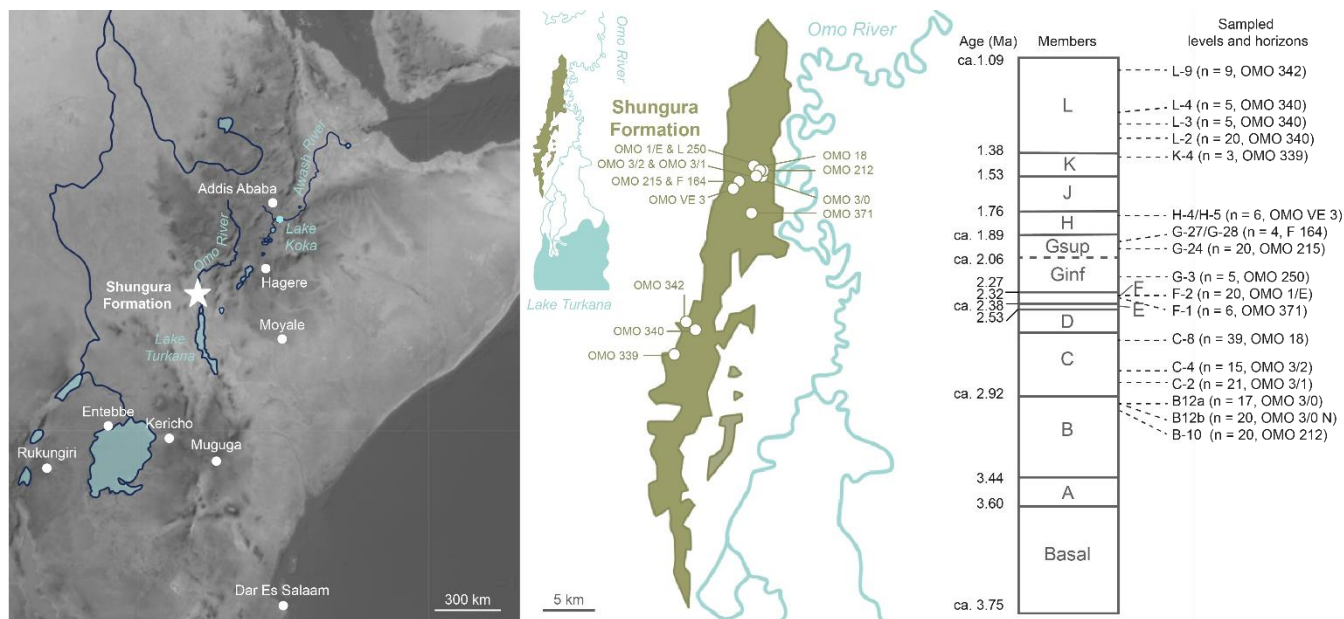 Addis Ababa
Awash River
Omo River
Lake
Koka
Shungura
Formation
Hagere
Lake
Turkana
Moyale
Entebbe
Kericho
Muguga
Rukungiri
Dar Es Salaam
300 km
Omo River
Lake Turkana
Omo River
Shungura
Formation
OMO 1/E & L 250
OMO 3/2 & OMO 3/1
OMO 215 & F 164
OMO VE 3
OMO 18
OMO 212
OMO 3/0
OMO 371
OMO 342
OMO 340
OMO 339
5 km
Age (Ma)
Members
Sampled
levels and horizons
ca.1.09
L
1.38
K
1.53
J
1.76
H
ca. 1.89
Gsup
ca. 2.06
Ginf
2.27
2.32
F
ca. 2.38
E
2.53
D
C
ca. 2.92
B
3.44
A
3.60
Basal
ca. 3.75
L-9 (n = 9, OMO 342)
L-4 (n = 5, OMO 340)
L-3 (n = 5, OMO 340)
L-2 (n = 20, OMO 340)
K-4 (n = 3, OMO 339)
H-4/H-5 (n = 6, OMO VE 3)
G-27/G-28 (n = 4, F 164)
G-24 (n = 20, OMO 215)
G-3 (n = 5, OMO 250)
F-2 (n = 20, OMO 1/E)
F-1 (n = 6, OMO 371)
C-8 (n = 39, OMO 18)
C-4 (n = 15, OMO 3/2)
C-2 (n = 21, OMO 3/1)
B12a (n = 17, OMO 3/0)
B12b (n = 20, OMO 3/0 N)
B-10 (n = 20, OMO 212)